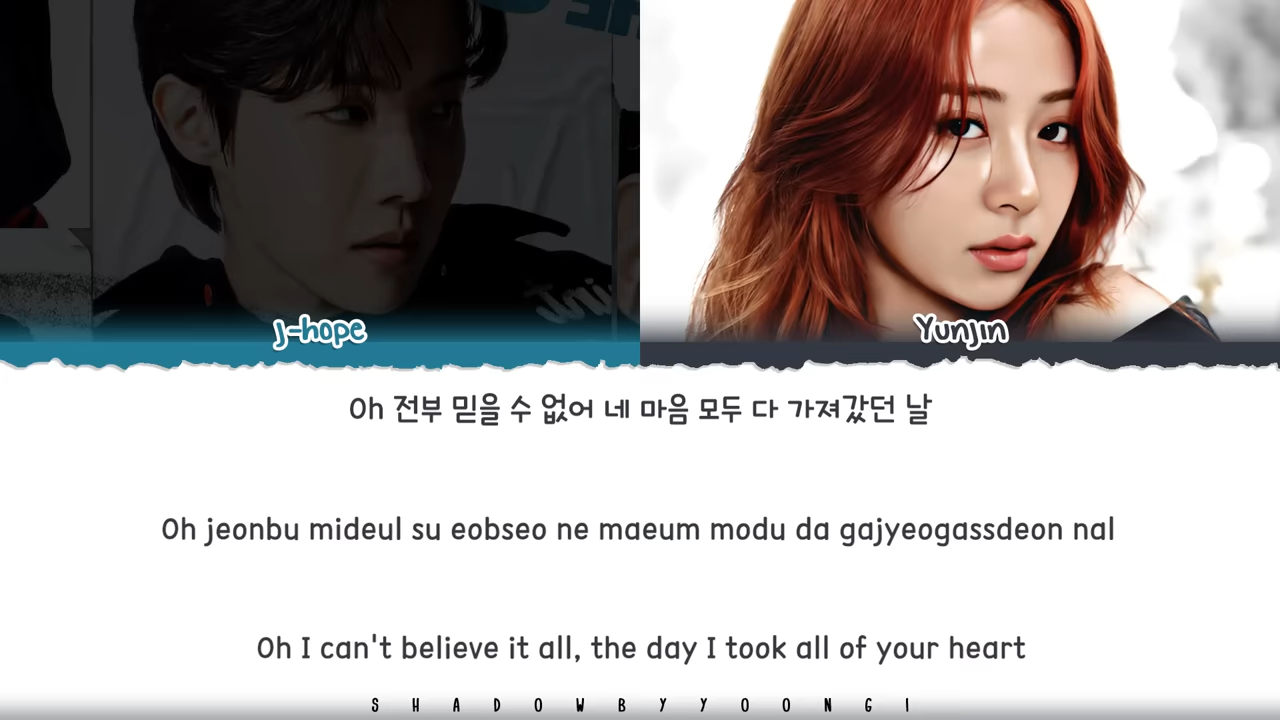 J-hope
Yunjin
Oh 전부 믿을 수 없어 네 마음 모두 다 가져갔던 날
Oh jeonbu mideul su eobseo ne maeum modu da gajyeogassdeon nal
Oh I can't believe it all, the day I took all of your heart
SHADOWBYYOONGI